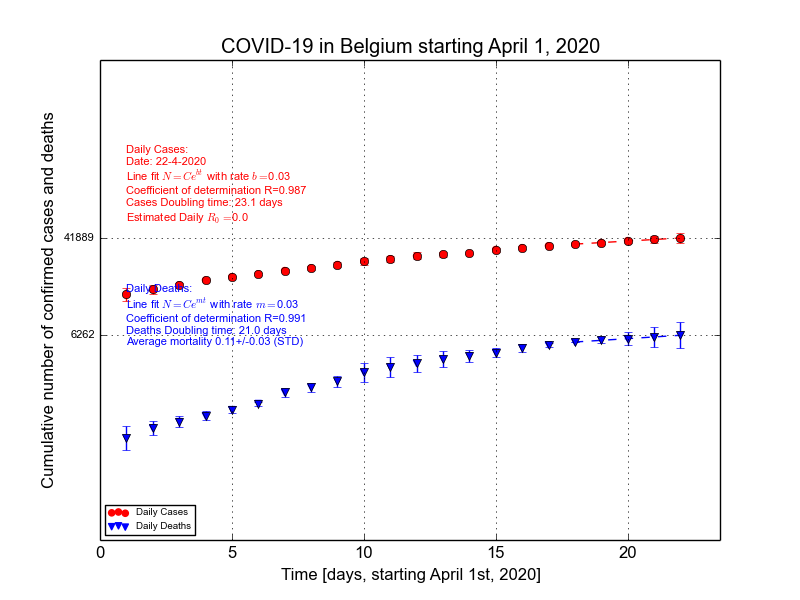 COVID-19 in Belgium starting April 1, 2020
Cumulative number of confirmed cases and deaths
Daily Cases:
Date: 22-4-2020
Line fit N = Ce^{bt} with rate b =0.03
Coefficient of determination R=0.987
Cases Doubling time: 23.1 days
Estimated Daily R_0 =0.0
41889
Daily Deaths:
Line fit N = Ce^{mt} with rate m =0.03
Coefficient of determination R=0.991
Deaths Doubling time: 21.0 days
6262
Average mortality 0.11+/-0.03 (STD)
Daily Cases
Daily Deaths
0 5 10 15 20
Time [days, starting April 1st, 2020]